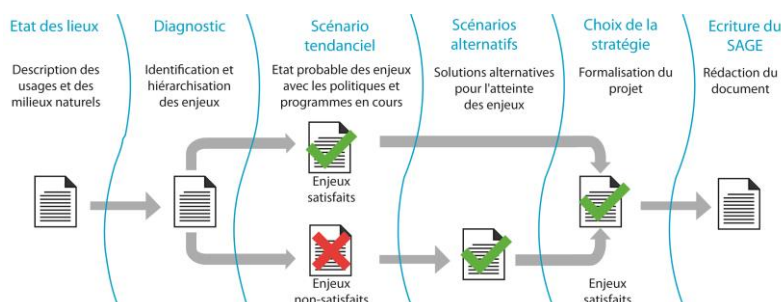 Etat des lieux
Description des
usages et des
milieux naturels
Diagnostic
Identification et
hiérarchisation
des enjeux
Scénario
tendanciel
Etat probable des enjeux
avec les politiques et
programmes en cours
Scénarios
alternatifs
Solutions alternatives
pour l'atteinte
des enjeux
Choix de la
stratégie
Formalisation du
projet
Ecriture du
SAGE
Rédaction du
document
Enjeux
satisfaits
Enjeux
non-satisfaits
Enjeux
satisfaits